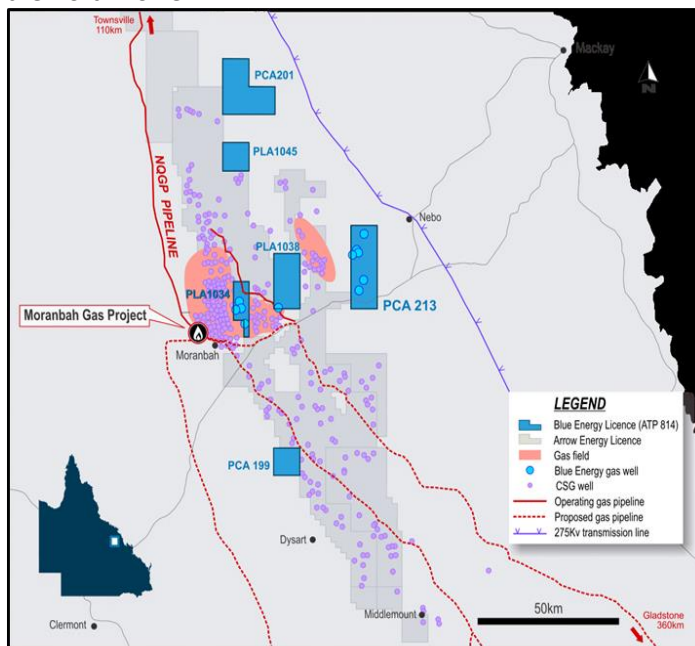 Townsville
110km
Mackay
N
PCA201
PLA1045
NQGP PIPELINE
Nebo
PLA1038
PLA1034
PCA 213
Moranbah Gas Project
Moranbah
LEGEND
Blue Energy Licence (ATP 814)
Arrow Energy Licence
Gas field
Blue Energy gas well
CSG well
Operating gas pipeline
Proposed gas pipeline
275Kv transmission line
PCA 199
Dysart
50km
Middlemount
Gladstone
360km
Clermont